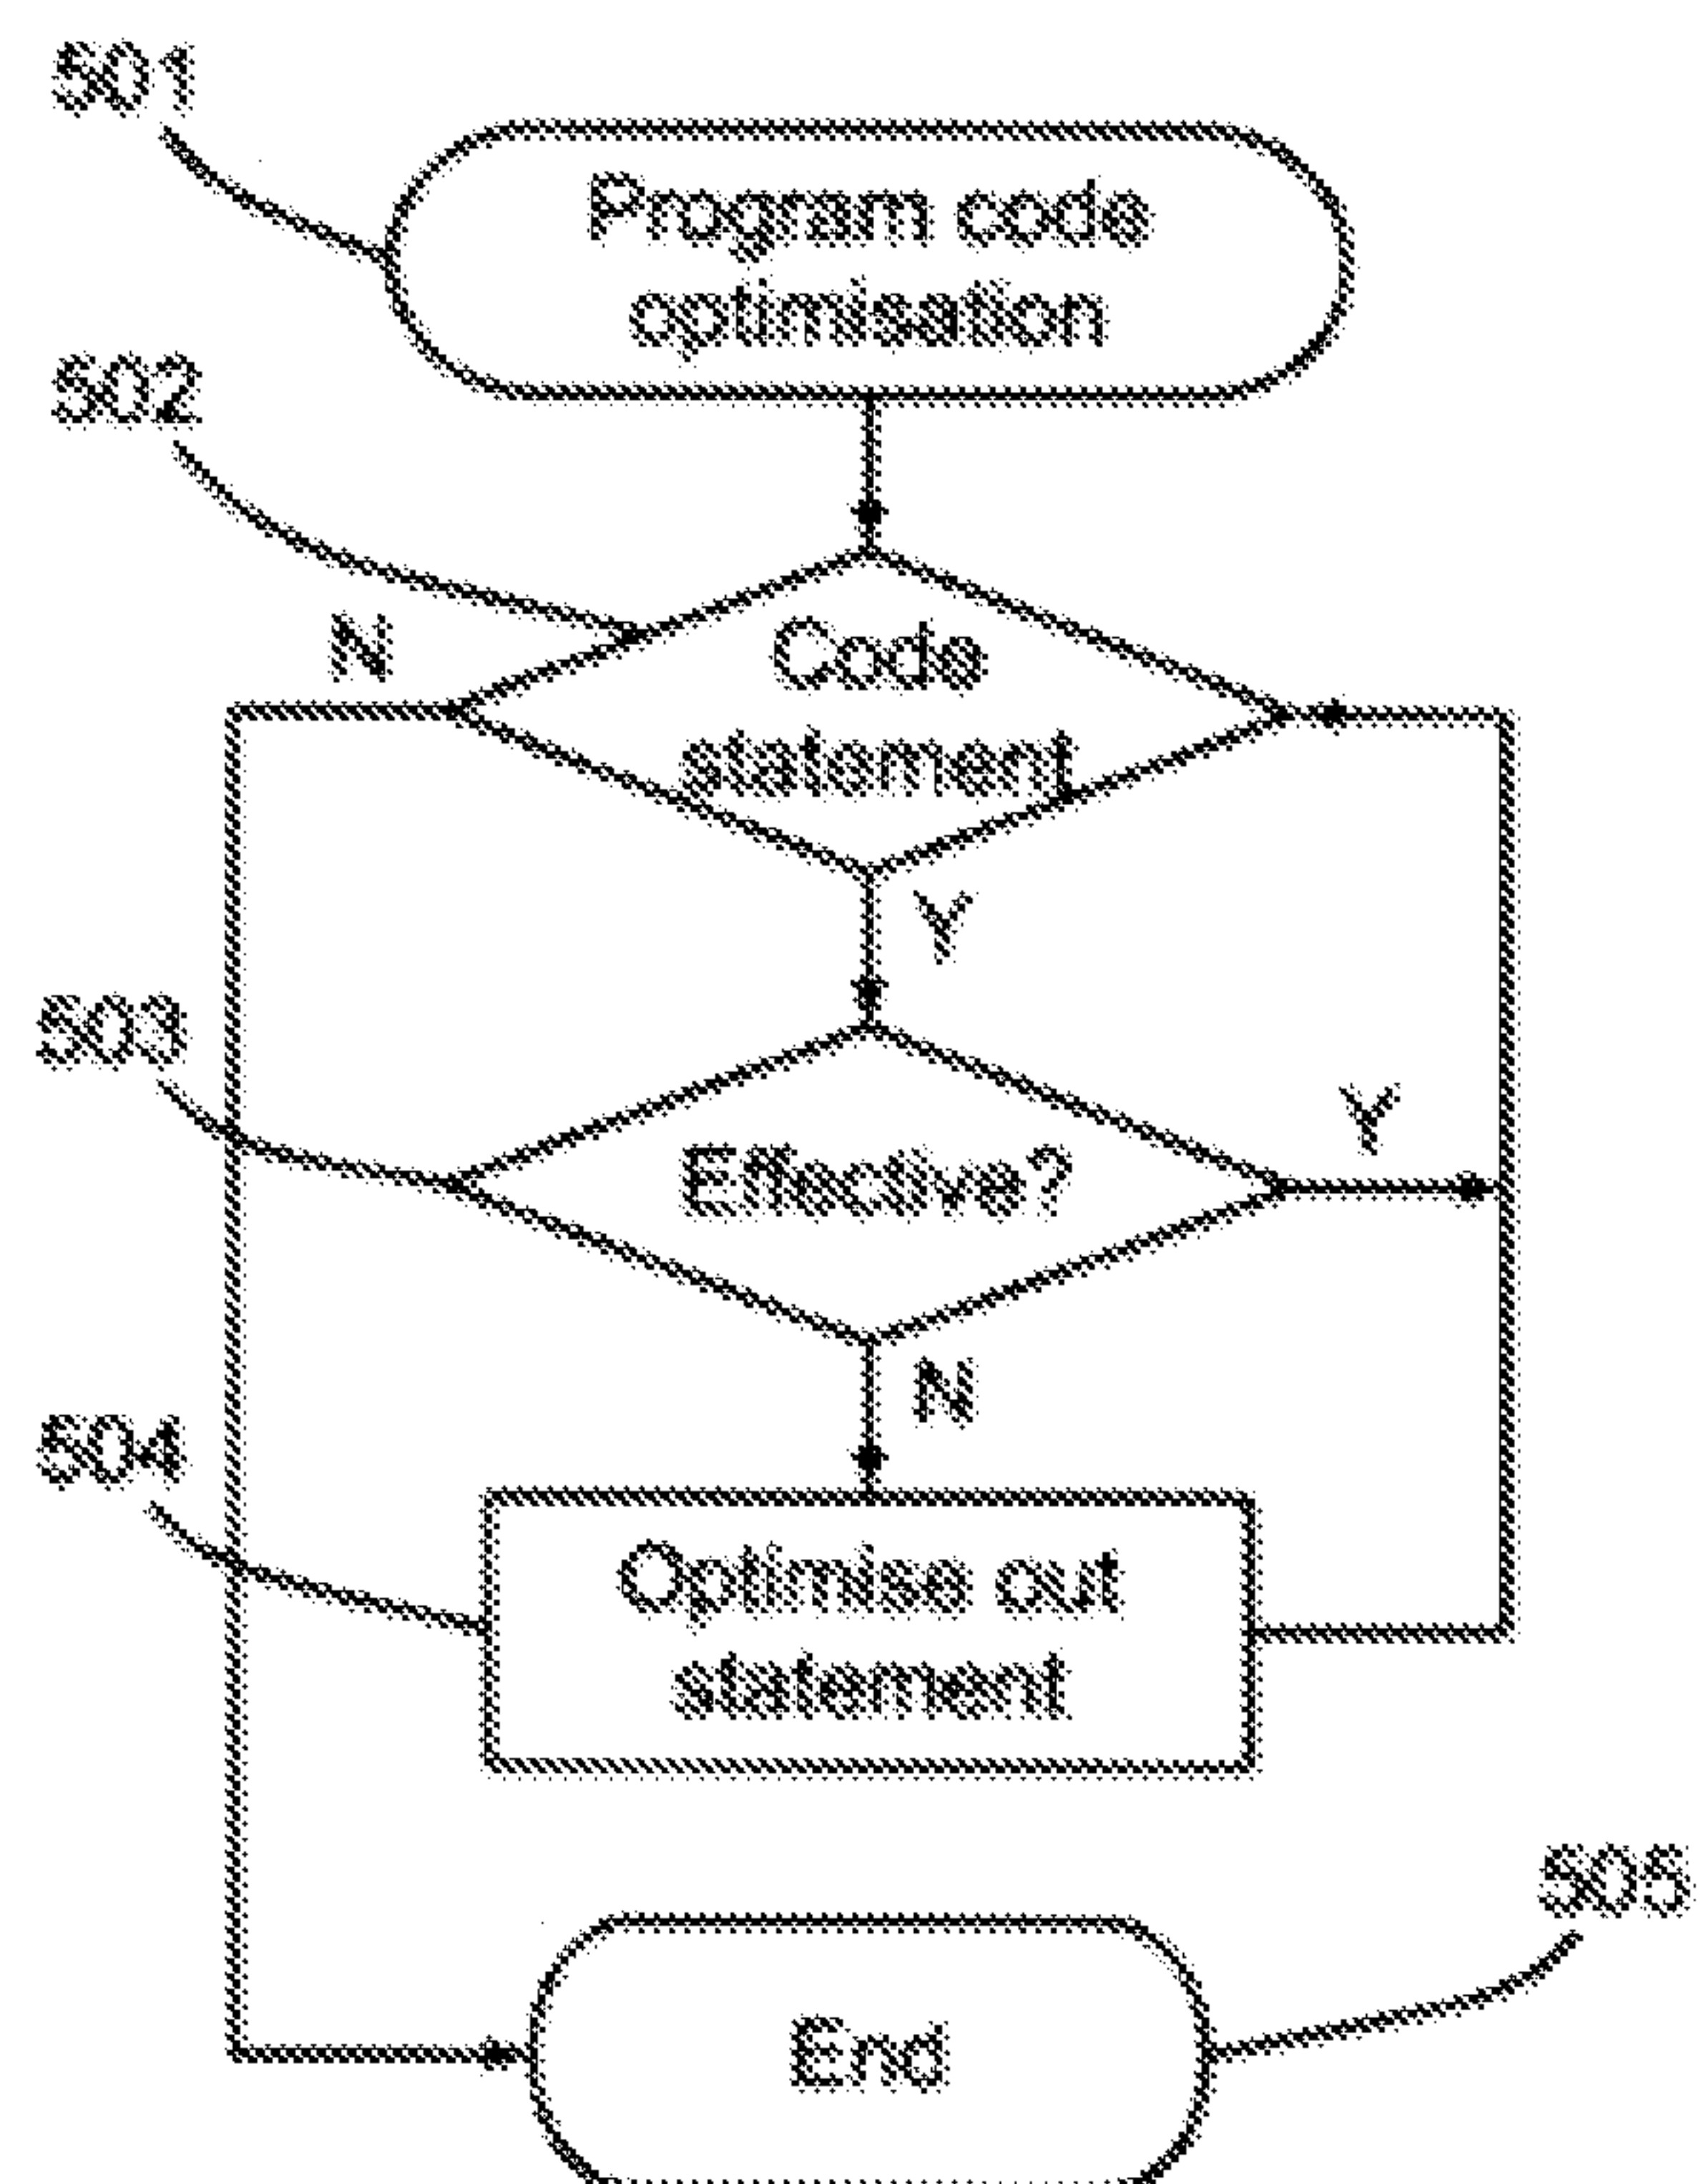 501
Program code
optimisation
502
N
Code
statement
Y
503
Effective?
Y
N
504
Optimise out
statement
505
End